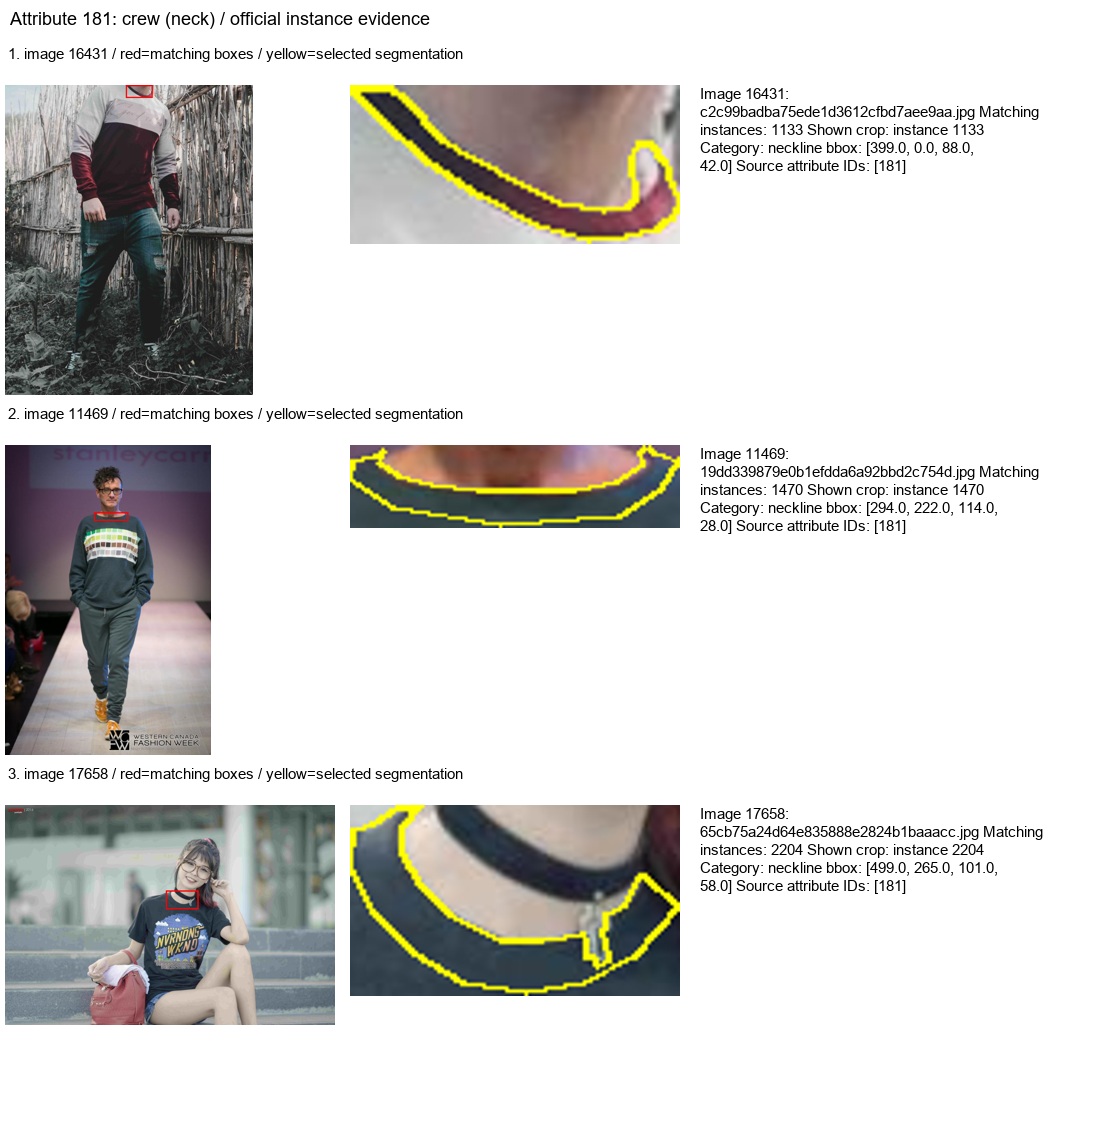 Attribute 181: crew (neck) / official instance evidence
1. image 16431 / red=matching boxes / yellow=selected segmentation
Image 16431:
c2c99badba75ede1d3612cfbd7aee9aa.jpg Matching
instances: 1133 Shown crop: instance 1133
Category: neckline bbox: [399.0, 0.0, 88.0,
42.0] Source attribute IDs: [181]
2. image 11469 / red=matching boxes / yellow=selected segmentation
stanleycarr
WESTERN CANADA
FASHION WEEK
Image 11469:
19dd339879e0b1efdda6a92bbd2c754d.jpg Matching
instances: 1470 Shown crop: instance 1470
Category: neckline bbox: [294.0, 222.0, 114.0,
28.0] Source attribute IDs: [181]
3. image 17658 / red=matching boxes / yellow=selected segmentation
NVRNDNS
WKND
Image 17658:
65cb75a24d64e835888e2824b1baaacc.jpg Matching
instances: 2204 Shown crop: instance 2204
Category: neckline bbox: [499.0, 265.0, 101.0,
58.0] Source attribute IDs: [181]